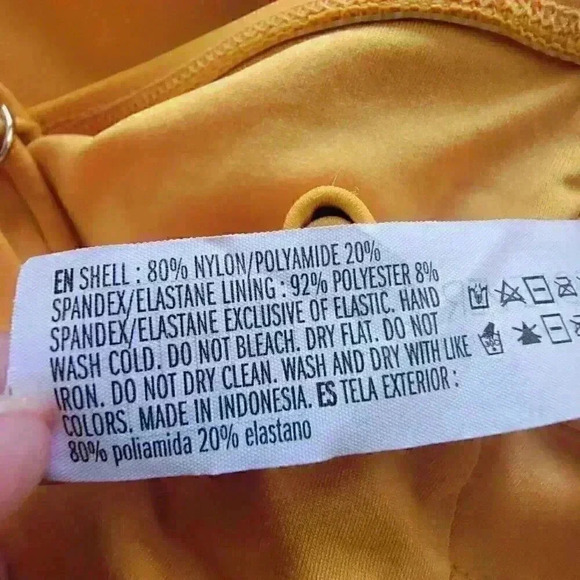 EN SHELL : 80% NYLON/POLYAMIDE 20%
SPANDEX/ELASTANE LINING : 92% POLYESTER 8%
SPANDEX/ELASTANE EXCLUSIVE OF ELASTIC. HAND
WASH COLD. DO NOT BLEACH. DRY FLAT. DO NOT
IRON. DO NOT DRY CLEAN. WASH AND DRY WITH LIKE
COLORS. MADE IN INDONESIA. ES TELA EXTERIOR :
80% poliamida 20% elastano